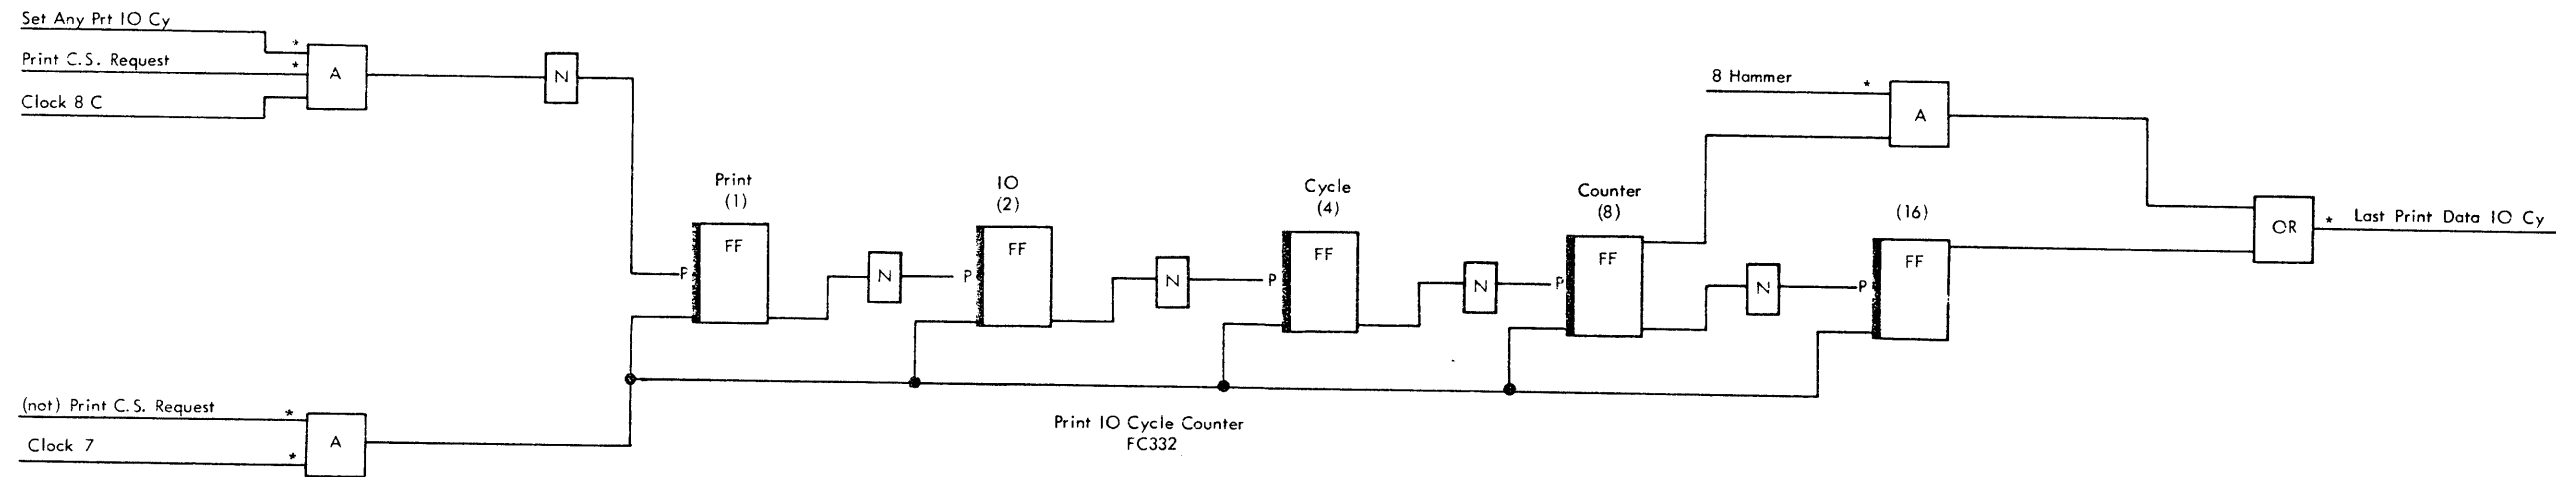 Set Any Prt IO Cy
*
Print C.S. Request
*
A
N
Clock 8 C
8 Hammer
*
A
Print
(1)
IO
(2)
Cycle
(4)
Counter
(8)
(16)
FF
FF
FF
FF
FF
P
N
P
N
P
N
P
N
P
OR
* Last Print Data IO Cy
(not) Print C.S. Request
*
A
Clock 7
*
Print IO Cycle Counter
FC332